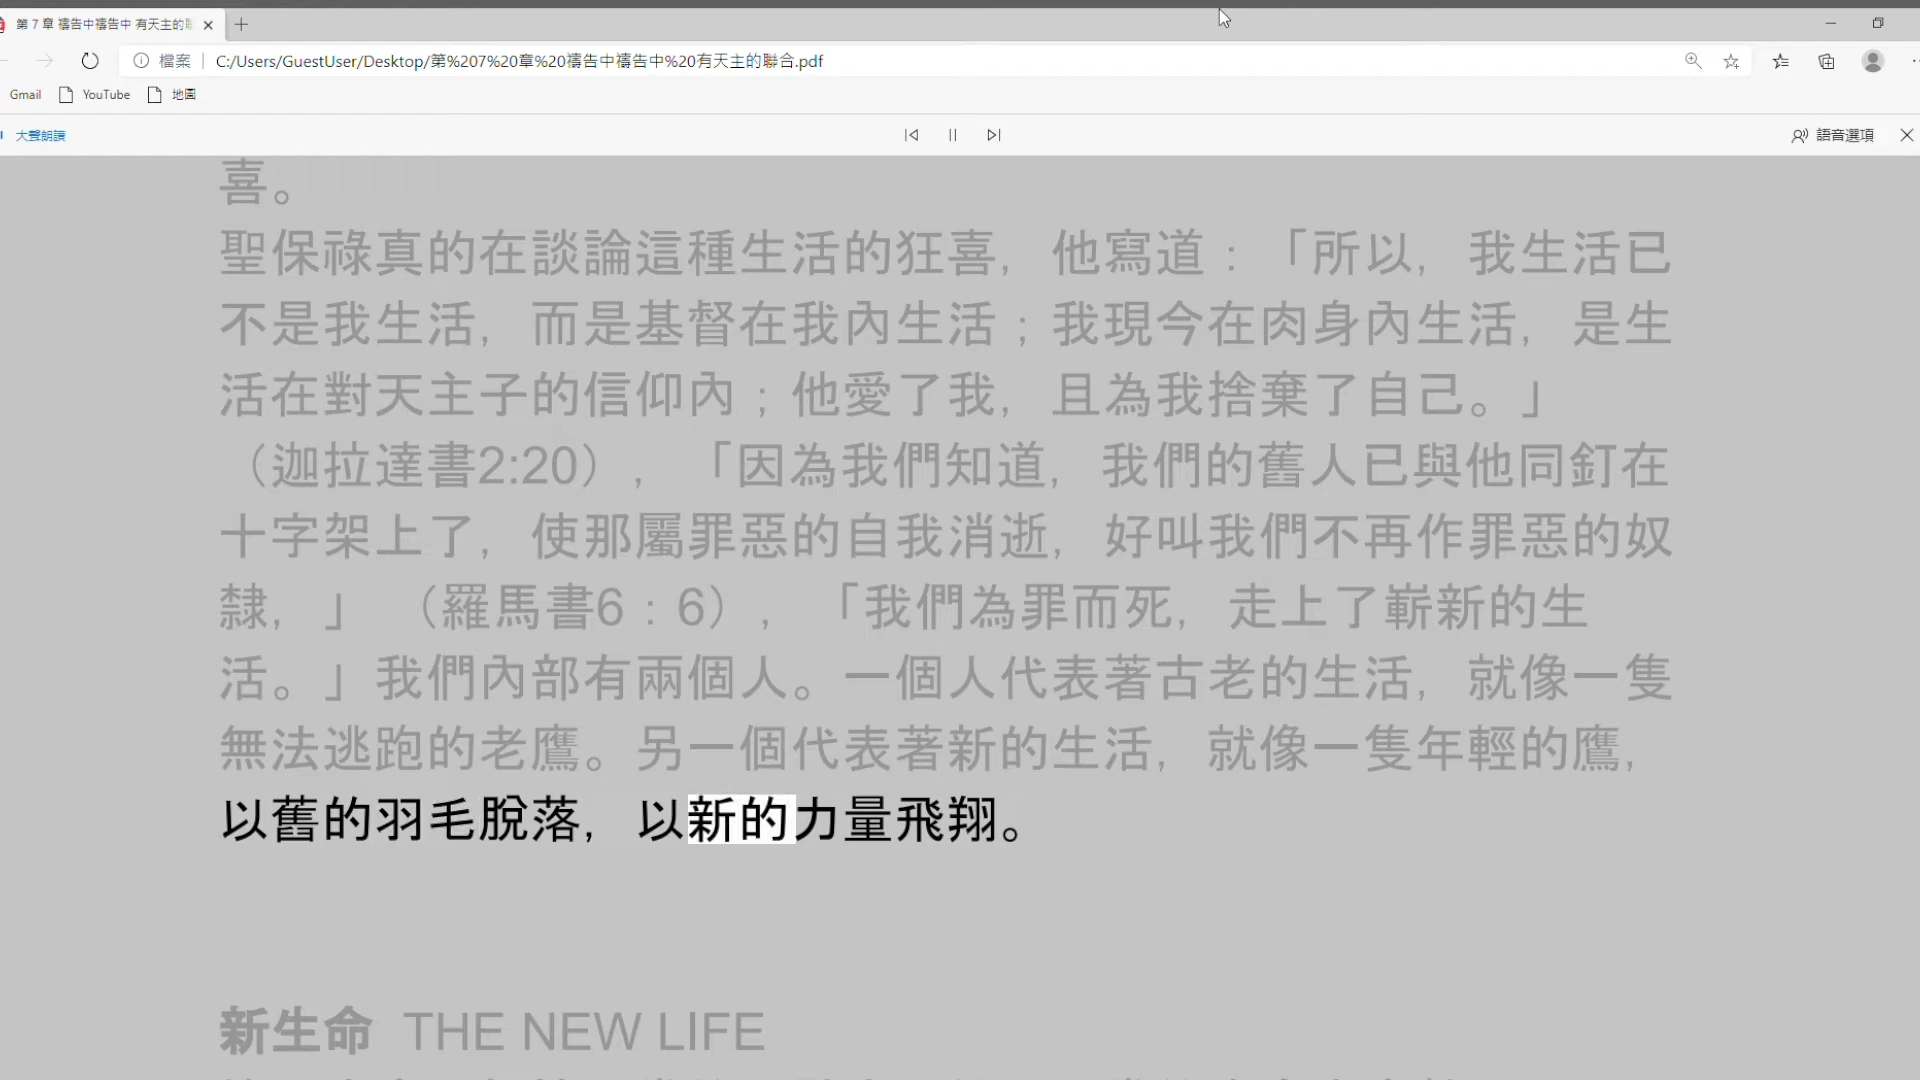 第 7 章 禱告中禱告中 有天主的
檔案 C:/Users/GuestUser/Desktop/第%207%20章%20禱告中禱告中%20有天主的聯合.pdf
Gmail YouTube 地圖
大聲朗讀 語音選項
喜。
聖保祿真的在談論這種生活的狂喜，他寫道：「所以，我生活已
不是我生活，而是基督在我內生活；我現今在肉身內生活，是生
活在對天主子的信仰內；他愛了我，且為我捨棄了自己。」
（迦拉達書2:20），「因為我們知道，我們的舊人已與他同釘在
十字架上了，使那屬罪惡的自我消逝，好叫我們不再作罪惡的奴
隸，」（羅馬書6：6），「我們為罪而死，走上了嶄新的生
活。」我們內部有兩個人。一個人代表著古老的生活，就像一隻
無法逃跑的老鷹。另一個代表著新的生活，就像一隻年輕的鷹，
以舊的羽毛脫落，以新的力量飛翔。
新生命 THE NEW LIFE